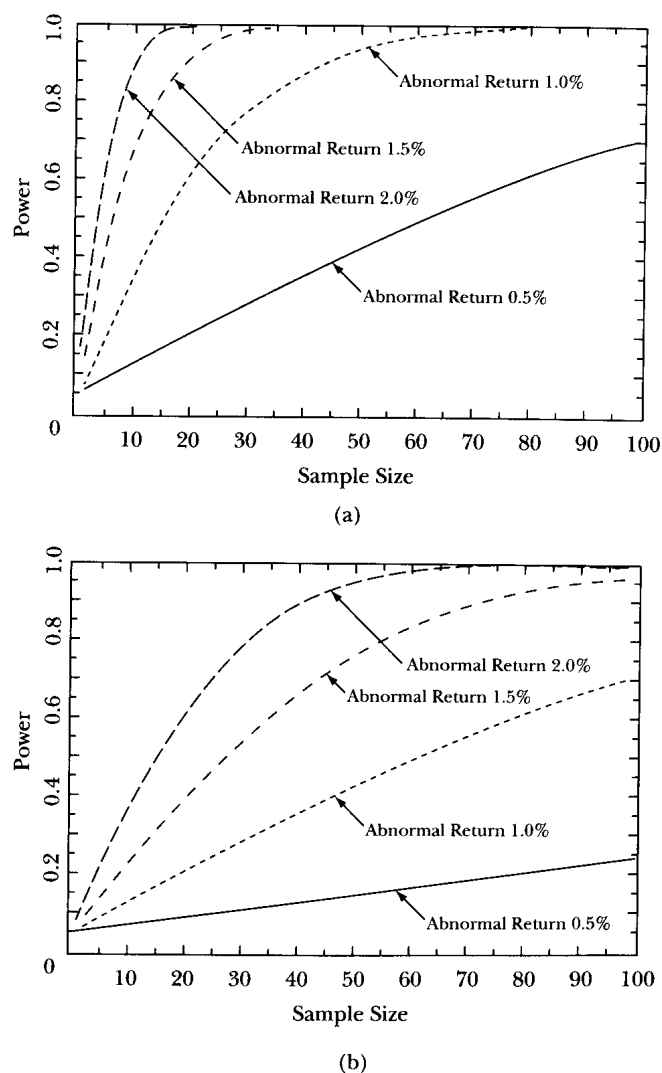 1.0
0.8
0.6
0.4
0.2
0
Power
Abnormal Return 1.0%
Abnormal Return 1.5%
Abnormal Return 2.0%
Abnormal Return 0.5%
10 20 30 40 50 60 70 80 90 100
Sample Size
(a)
1.0
0.8
0.6
0.4
0.2
0
Power
Abnormal Return 2.0%
Abnormal Return 1.5%
Abnormal Return 1.0%
Abnormal Return 0.5%
10 20 30 40 50 60 70 80 90 100
Sample Size
(b)